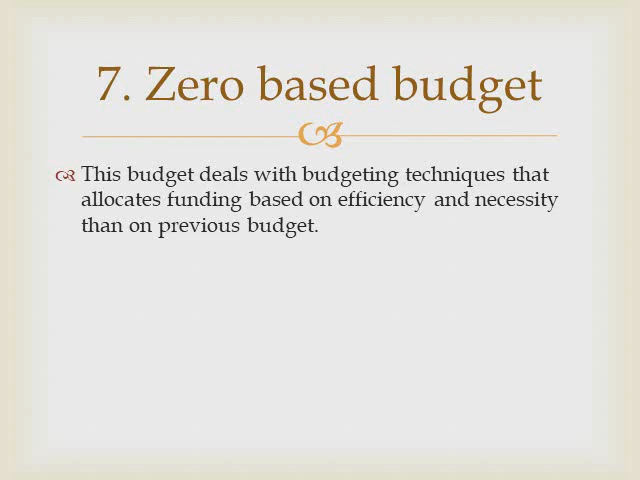 7. Zero based budget
This budget deals with budgeting techniques that
allocates funding based on efficiency and necessity
than on previous budget.